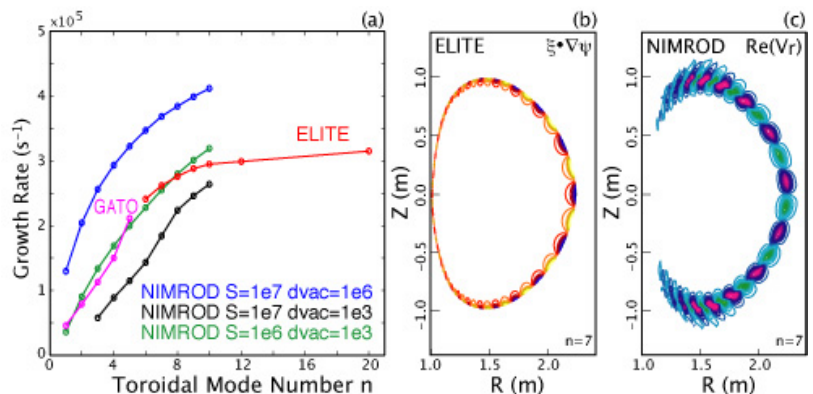 ×10⁵ (a)
5
4
3
2
1
0
0 4 8 12 16 20
Growth Rate (s⁻¹)
Toroidal Mode Number n
ELITE
GATO
NIMROD S=1e7 dvac=1e6
NIMROD S=1e7 dvac=1e3
NIMROD S=1e6 dvac=1e3
(b)
ELITE ξ•∇ψ
1.0
0.5
0.0
-0.5
-1.0
Z (m)
n=7
1.0 1.5 2.0
R (m)
(c)
NIMROD Re(Vr)
1.0
0.5
0.0
-0.5
-1.0
Z (m)
n=7
1.0 1.5 2.0
R (m)